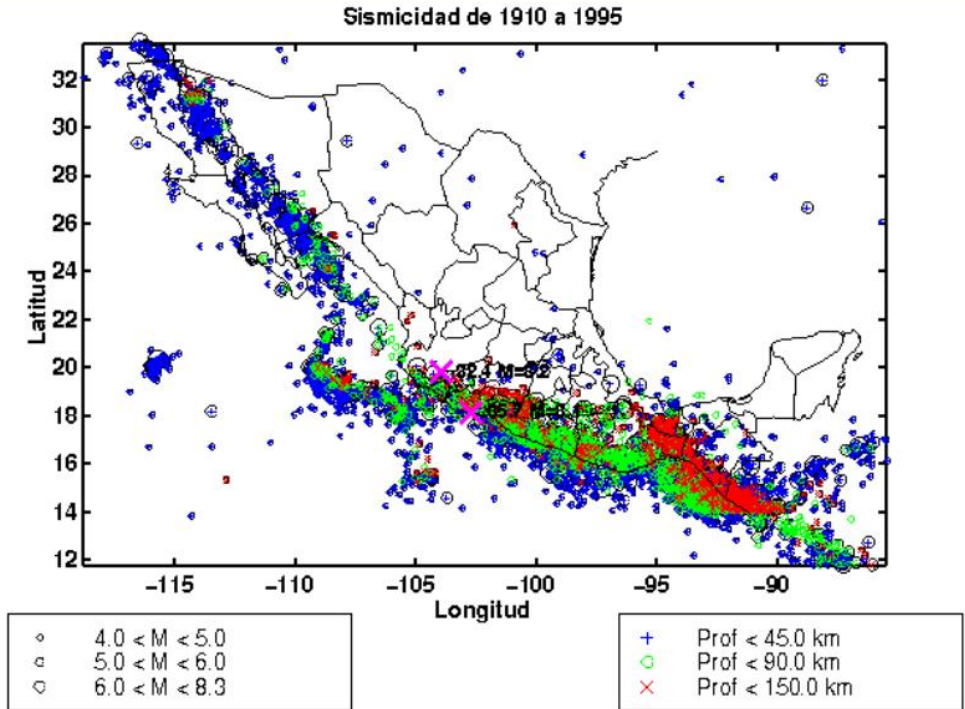 Sismicidad de 1910 a 1995
Latitud
32
30
28
26
24
22
20
18
16
14
12
−115 −110 −105 −100 −95 −90
Longitud
4.0 < M < 5.0
5.0 < M < 6.0
6.0 < M < 8.3
Prof < 45.0 km
Prof < 90.0 km
Prof < 150.0 km